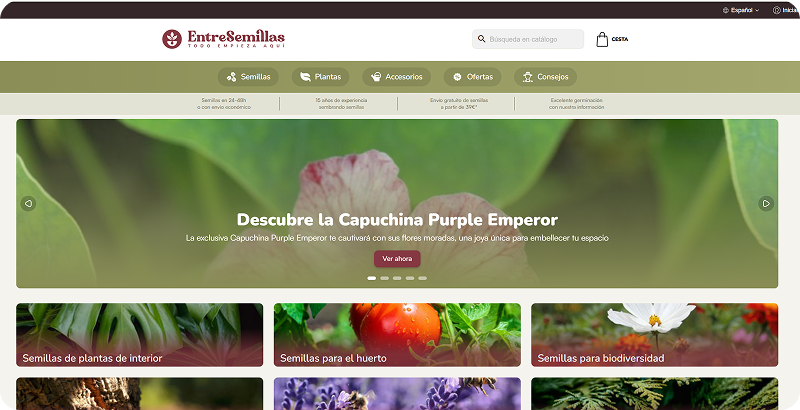 Español
Inicia
EntreSemillas
TODO EMPIEZA AQUÍ
Búsqueda en catálogo
CESTA
Semillas
Plantas
Accesorios
Ofertas
Consejos
Semillas en 24-48h
o con envío económico
15 años de experiencia
sembrando semillas
Envío gratuito de semillas
a partir de 39€*
Excelente germinación
con nuestra información
Descubre la Capuchina Purple Emperor
La exclusiva Capuchina Purple Emperor te cautivará con sus flores moradas, una joya única para embellecer tu espacio
Ver ahora
Semillas de plantas de interior
Semillas para el huerto
Semillas para biodiversidad